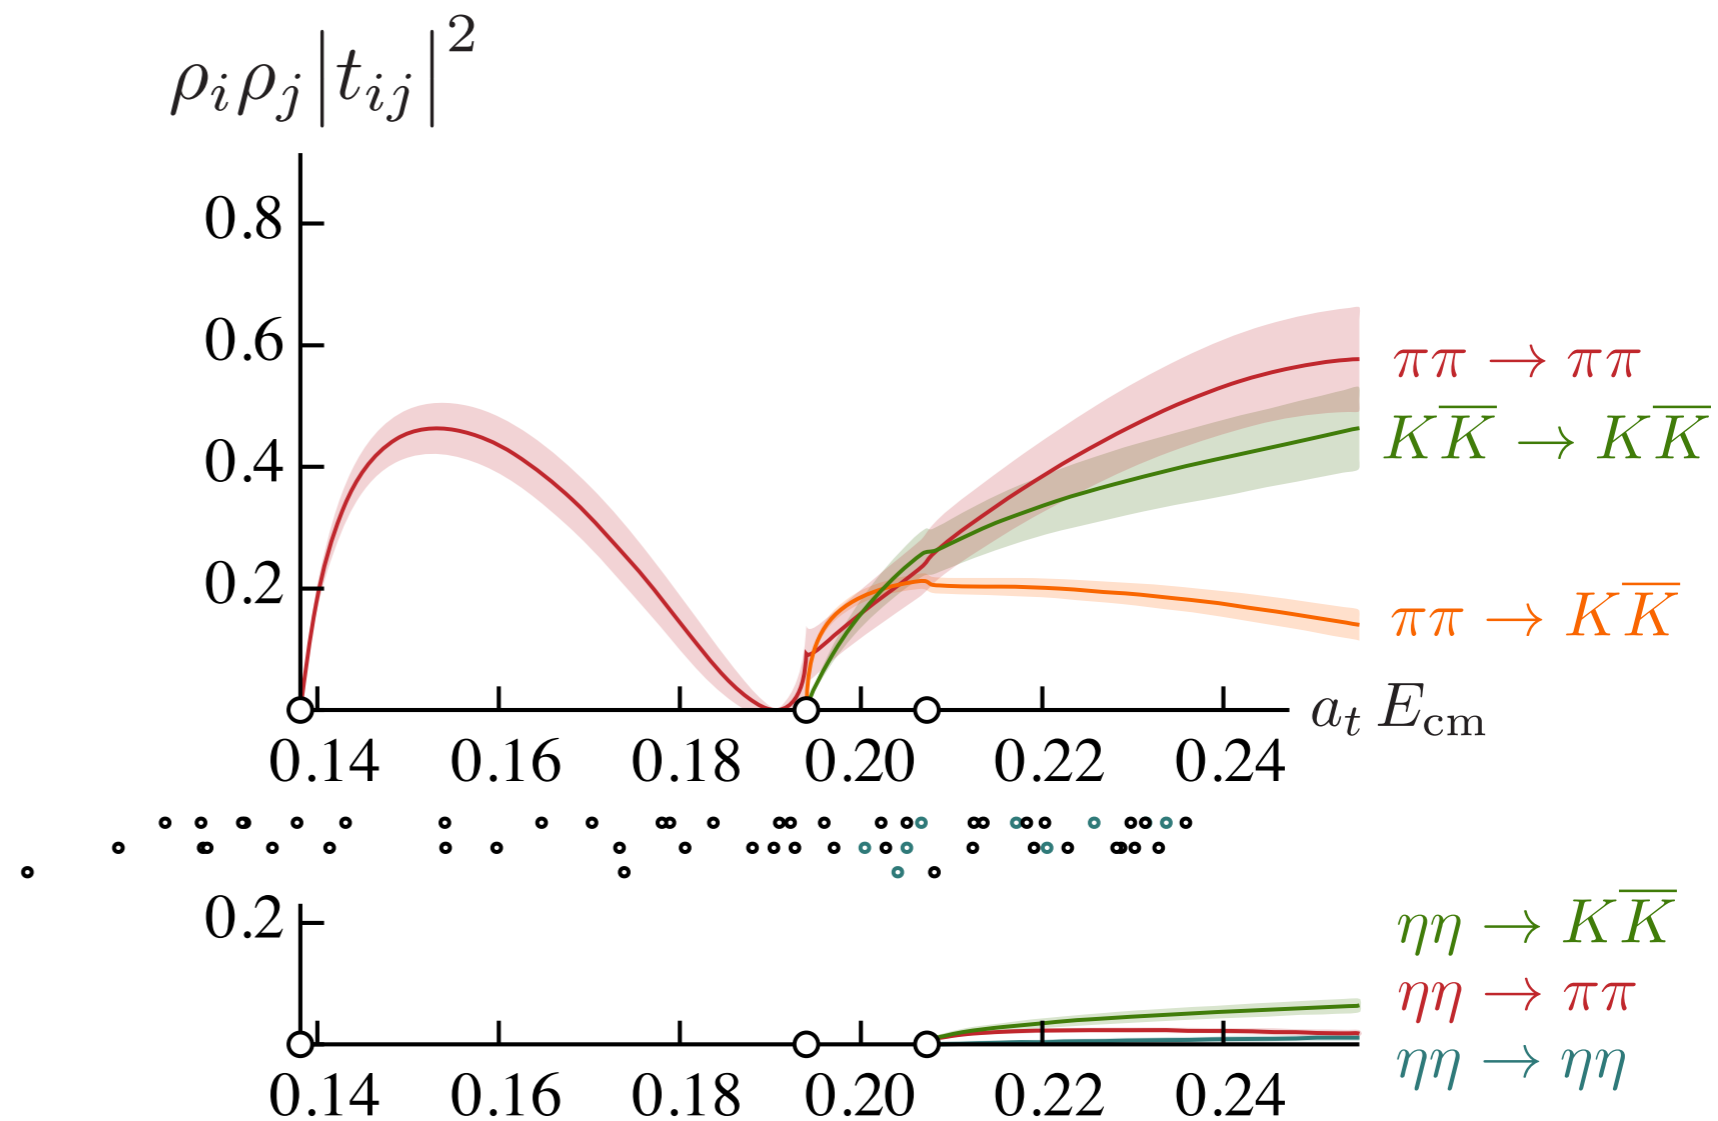 ρ_iρ_j|t_ij|²
0.8
0.6
0.4
0.2
ππ → ππ
KK̅ → KK̅
ππ → KK̅
a_t E_cm
0.14 0.16 0.18 0.20 0.22 0.24
0.2
ηη → KK̅
ηη → ππ
ηη → ηη
0.14 0.16 0.18 0.20 0.22 0.24